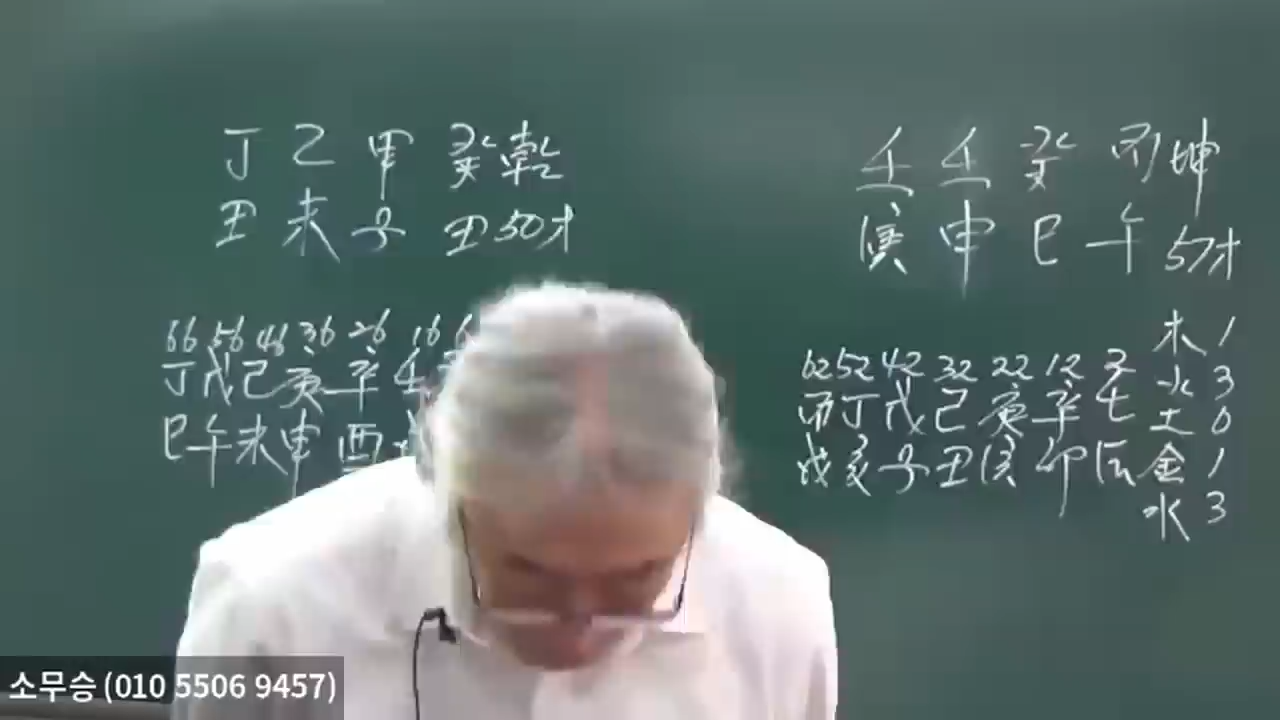 丁 乙 甲 癸 乾
丑 未 子 丑 50才
66 56 46 36 26 16 6
丁 戊 己 庚 辛 壬
巳 午 未 申 酉
壬 壬 癸 丙 坤
寅 申 巳 午 57才
木 1
62 52 42 32 22 12 2 火 3
丙 丁 戊 己 庚 辛 壬 土 0
戌 亥 子 丑 寅 卯 辰 金 1
水 3
소무승 (010 5506 9457)